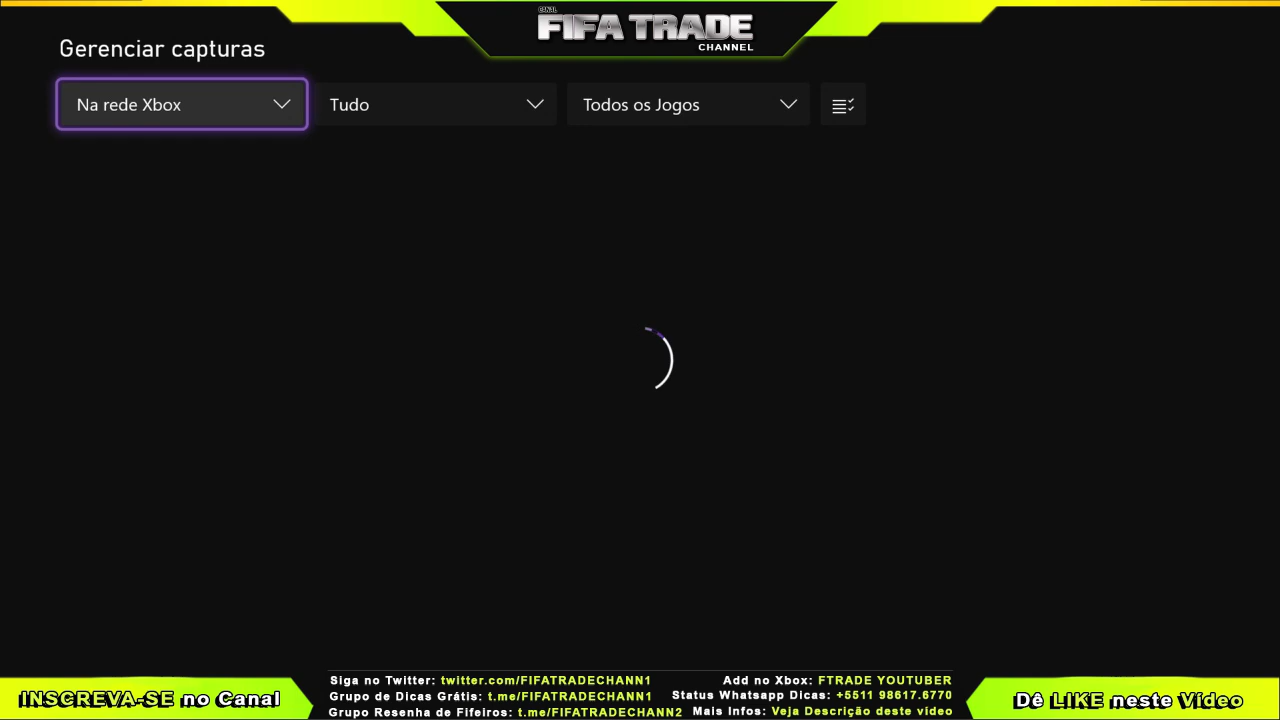 CANAL
FIFA TRADE
CHANNEL
Gerenciar capturas
Na rede Xbox
Tudo
Todos os Jogos
INSCREVA-SE no Canal
Siga no Twitter: twitter.com/FIFATRADECHANN1
Grupo de Dicas Grátis: t.me/FIFATRADECHANN1
Grupo Resenha de Fifeiros: t.me/FIFATRADECHANN2
Add no Xbox: FTRADE YOUTUBER
Status Whatsapp Dicas: +5511 98617.6770
Mais Infos: Veja Descrição deste vídeo
Dê LIKE neste Vídeo